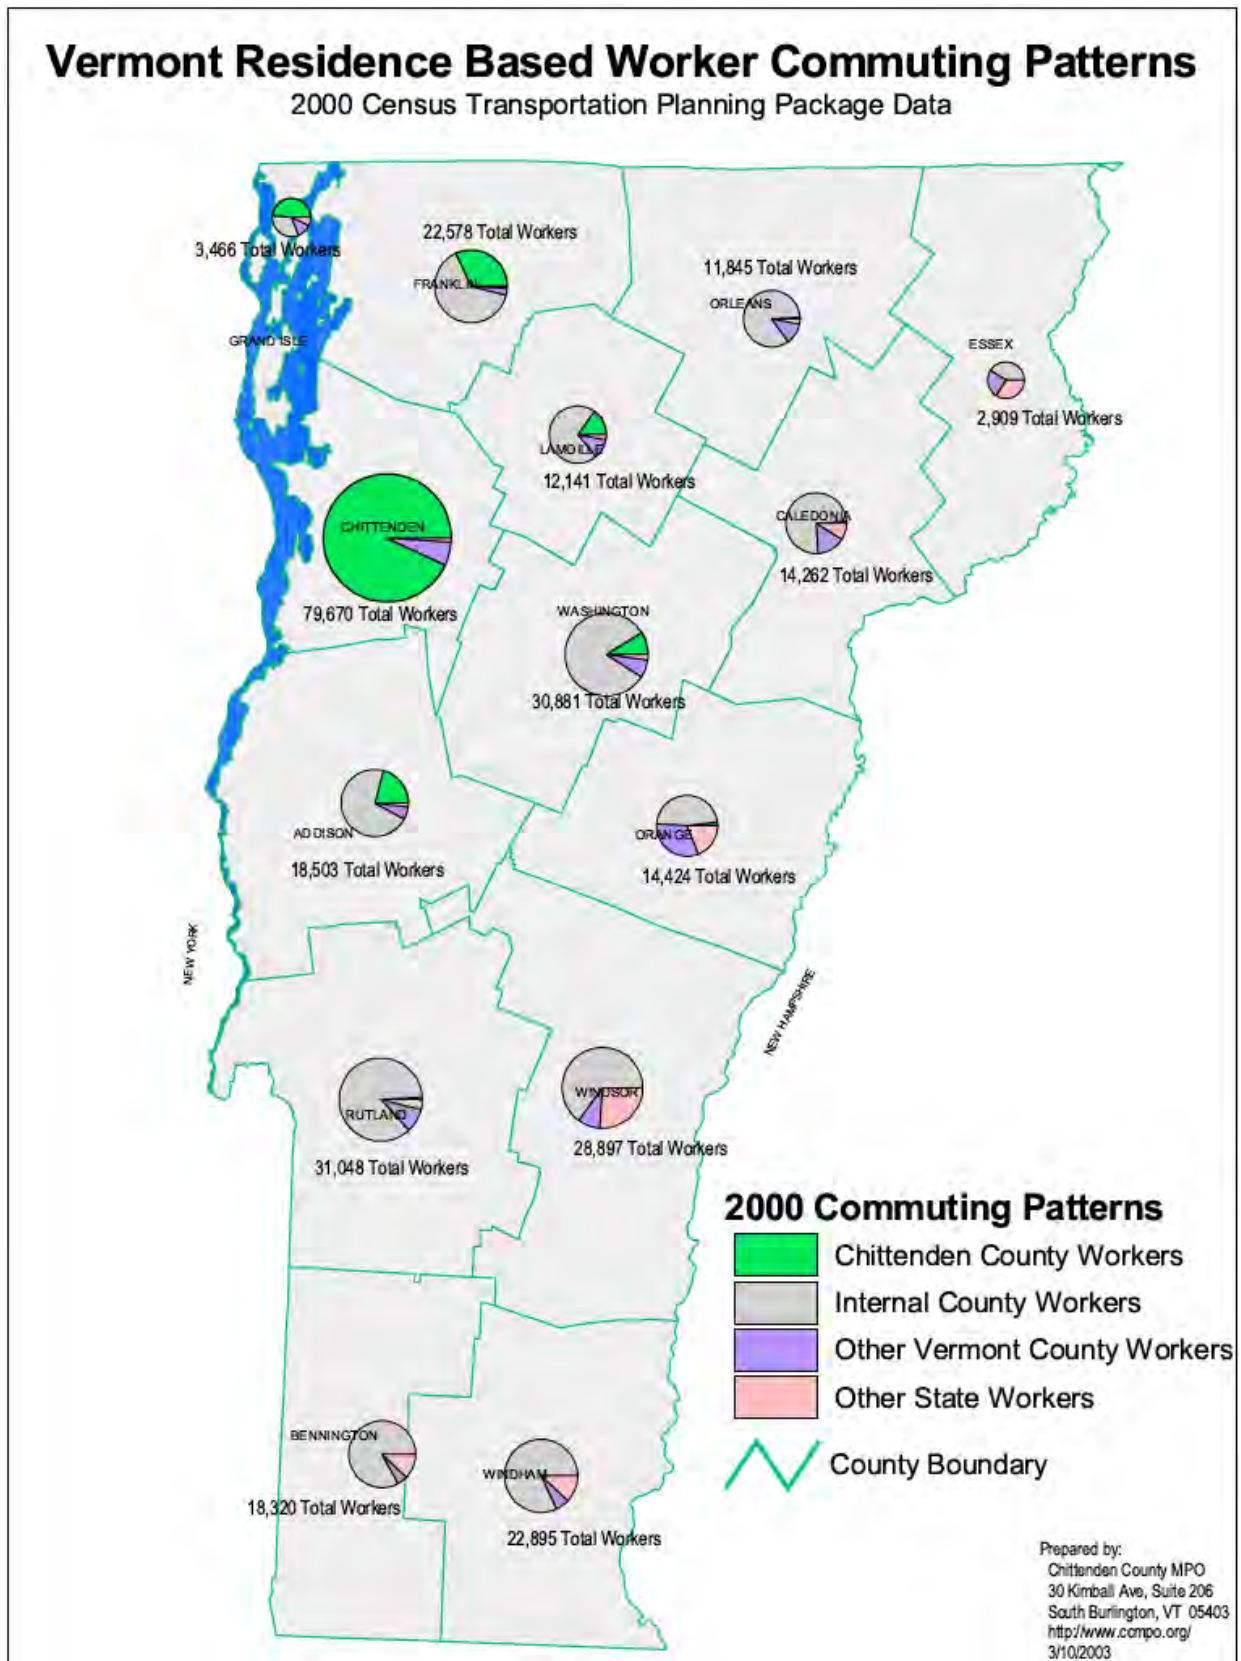 Vermont Residence Based Worker Commuting Patterns
2000 Census Transportation Planning Package Data
3,466 Total Workers
GRAND ISLE
22,578 Total Workers
FRANKLIN
11,845 Total Workers
ORLEANS
ESSEX
2,909 Total Workers
LAMOILLE
12,141 Total Workers
CALEDONIA
14,262 Total Workers
CHITTENDEN
79,670 Total Workers
WASHINGTON
30,881 Total Workers
ADDISON
18,503 Total Workers
ORANGE
14,424 Total Workers
NEW YORK
NEW HAMPSHIRE
RUTLAND
31,048 Total Workers
WINDSOR
28,897 Total Workers
BENNINGTON
18,320 Total Workers
WINDHAM
22,895 Total Workers
2000 Commuting Patterns
Chittenden County Workers
Internal County Workers
Other Vermont County Workers
Other State Workers
County Boundary
Prepared by:
Chittenden County MPO
30 Kimball Ave, Suite 206
South Burlington, VT 05403
http://www.ccmpo.org/
3/10/2003